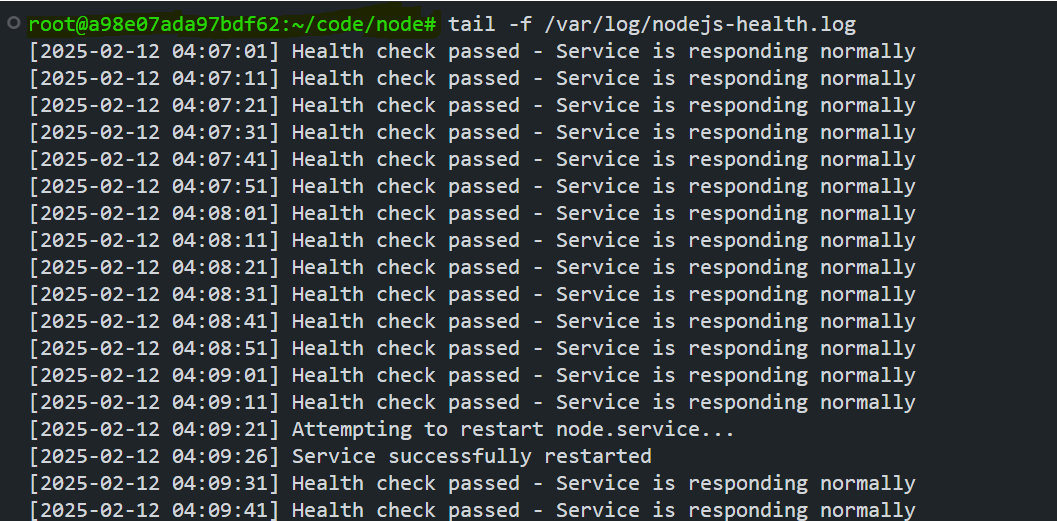 root@a98e07ada97bdf62:~/code/node# tail -f /var/log/nodejs-health.log
[2025-02-12 04:07:01] Health check passed - Service is responding normally
[2025-02-12 04:07:11] Health check passed - Service is responding normally
[2025-02-12 04:07:21] Health check passed - Service is responding normally
[2025-02-12 04:07:31] Health check passed - Service is responding normally
[2025-02-12 04:07:41] Health check passed - Service is responding normally
[2025-02-12 04:07:51] Health check passed - Service is responding normally
[2025-02-12 04:08:01] Health check passed - Service is responding normally
[2025-02-12 04:08:11] Health check passed - Service is responding normally
[2025-02-12 04:08:21] Health check passed - Service is responding normally
[2025-02-12 04:08:31] Health check passed - Service is responding normally
[2025-02-12 04:08:41] Health check passed - Service is responding normally
[2025-02-12 04:08:51] Health check passed - Service is responding normally
[2025-02-12 04:09:01] Health check passed - Service is responding normally
[2025-02-12 04:09:11] Health check passed - Service is responding normally
[2025-02-12 04:09:21] Attempting to restart node.service...
[2025-02-12 04:09:26] Service successfully restarted
[2025-02-12 04:09:31] Health check passed - Service is responding normally
[2025-02-12 04:09:41] Health check passed - Service is responding normally